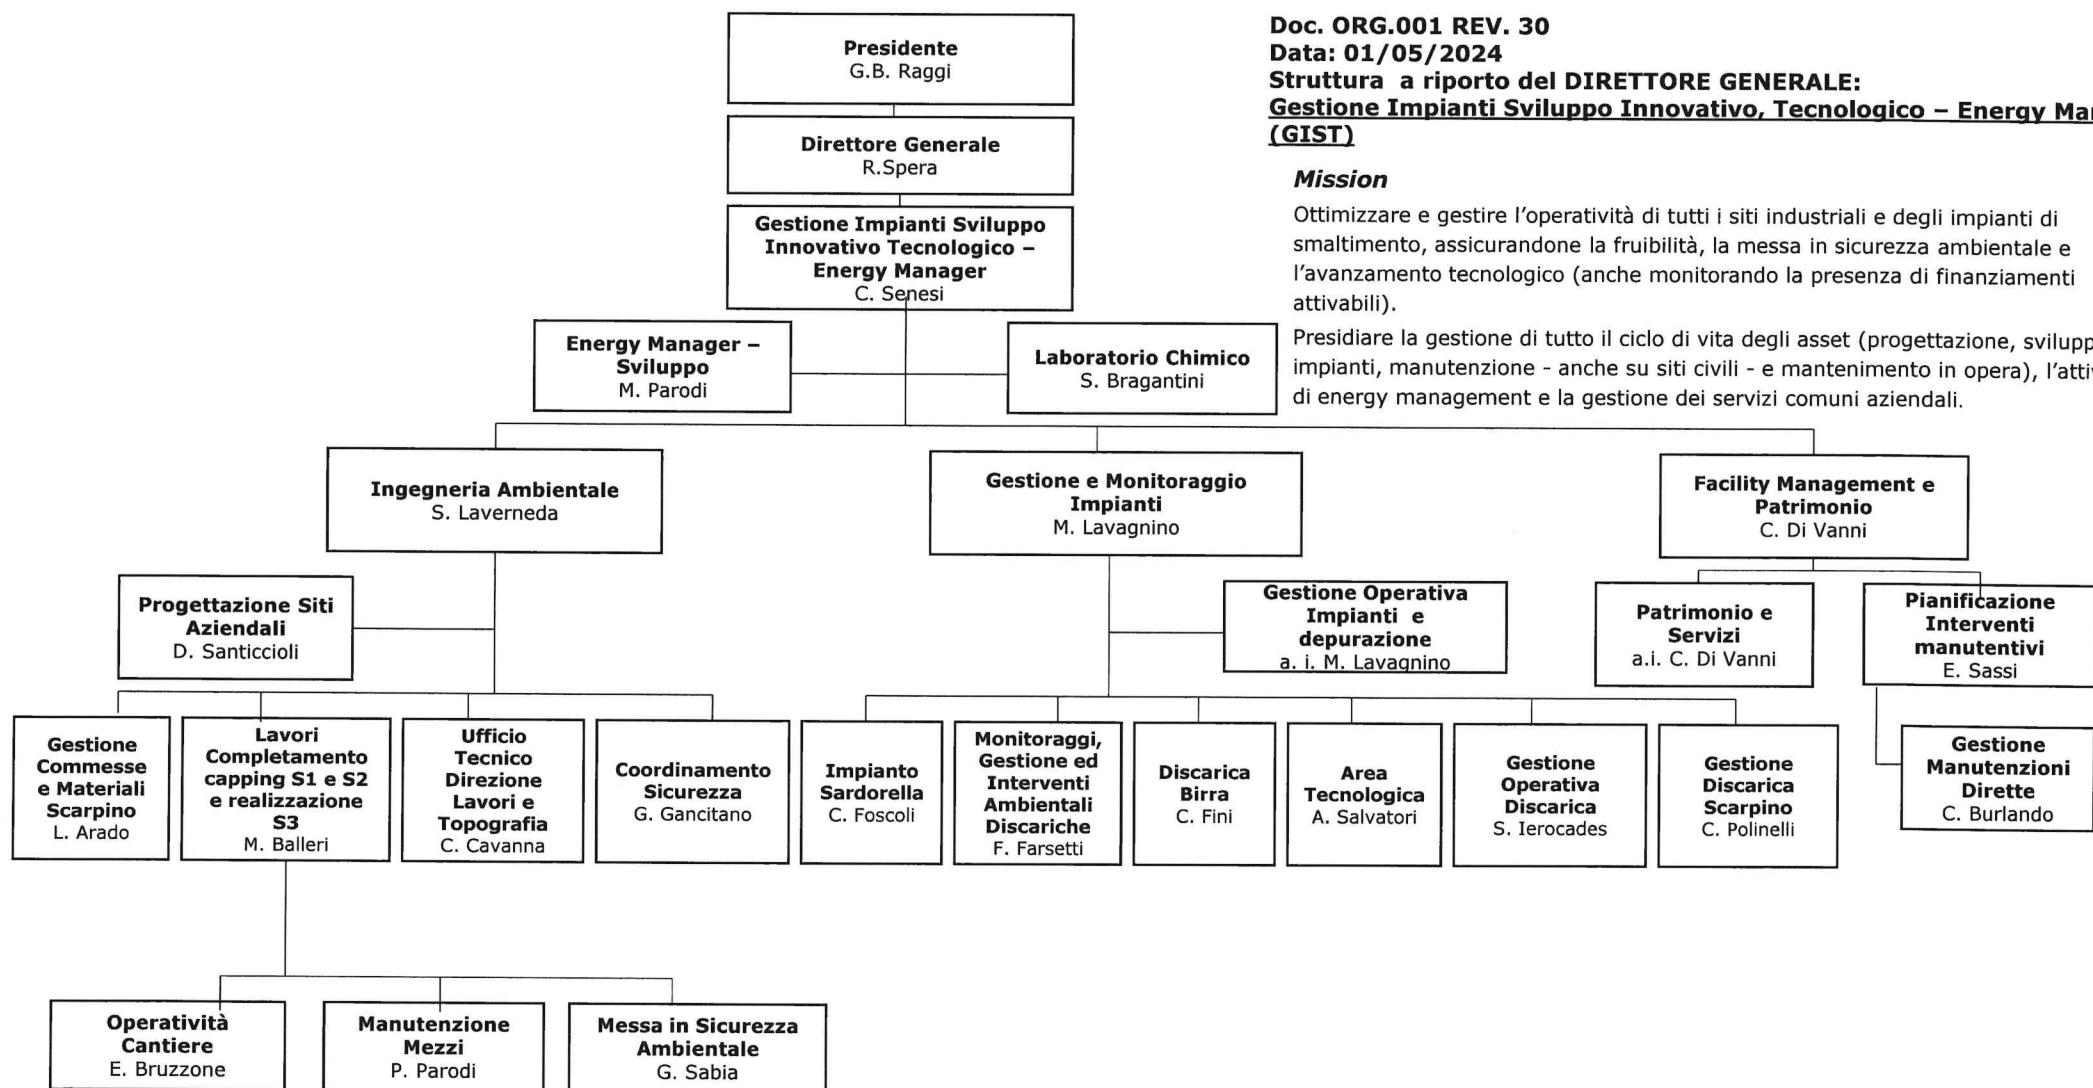 Doc. ORG.001 REV. 30
Data: 01/05/2024
Struttura a riporto del DIRETTORE GENERALE:
Gestione Impianti Sviluppo Innovativo, Tecnologico – Energy
(GIST)
Mission
Ottimizzare e gestire l'operatività di tutti i siti industriali e degli impianti di
smaltimento, assicurandone la fruibilità, la messa in sicurezza ambientale e
l'avanzamento tecnologico (anche monitorando la presenza di finanziamenti
attivabili).
Presidiare la gestione di tutto il ciclo di vita degli asset (progettazione,
impianti, manutenzione - anche su siti civili - e mantenimento in opera),
di energy management e la gestione dei servizi comuni aziendali.
Presidente
G.B. Raggi
Direttore Generale
R.Spera
Gestione Impianti Sviluppo
Innovativo Tecnologico –
Energy Manager
C. Senesi
Energy Manager –
Sviluppo
M. Parodi
Laboratorio Chimico
S. Bragantini
Ingegneria Ambientale
S. Laverneda
Gestione e Monitoraggio
Impianti
M. Lavagnino
Facility Management e
Patrimonio
C. Di Vanni
Progettazione Siti
Aziendali
D. Santiccioli
Gestione Operativa
Impianti e
depurazione
a. i. M. Lavagnino
Patrimonio e
Servizi
a.i. C. Di Vanni
Pianificazione
Interventi
manutentivi
E. Sassi
Gestione
Commesse
e Materiali
Scarpino
L. Arado
Lavori
Completamento
capping S1 e S2
e realizzazione
S3
M. Balleri
Ufficio
Tecnico
Direzione
Lavori e
Topografia
C. Cavanna
Coordinamento
Sicurezza
G. Gancitano
Impianto
Sardorella
C. Foscoli
Monitoraggi,
Gestione ed
Interventi
Ambientali
Discariche
F. Farsetti
Discarica
Birra
C. Fini
Area
Tecnologica
A. Salvatori
Gestione
Operativa
Discarica
S. Ierocades
Gestione
Discarica
Scarpino
C. Polinelli
Gestione
Manutenzioni
Dirette
C. Burlando
Operatività
Cantiere
E. Bruzzone
Manutenzione
Mezzi
P. Parodi
Messa in Sicurezza
Ambientale
G. Sabia